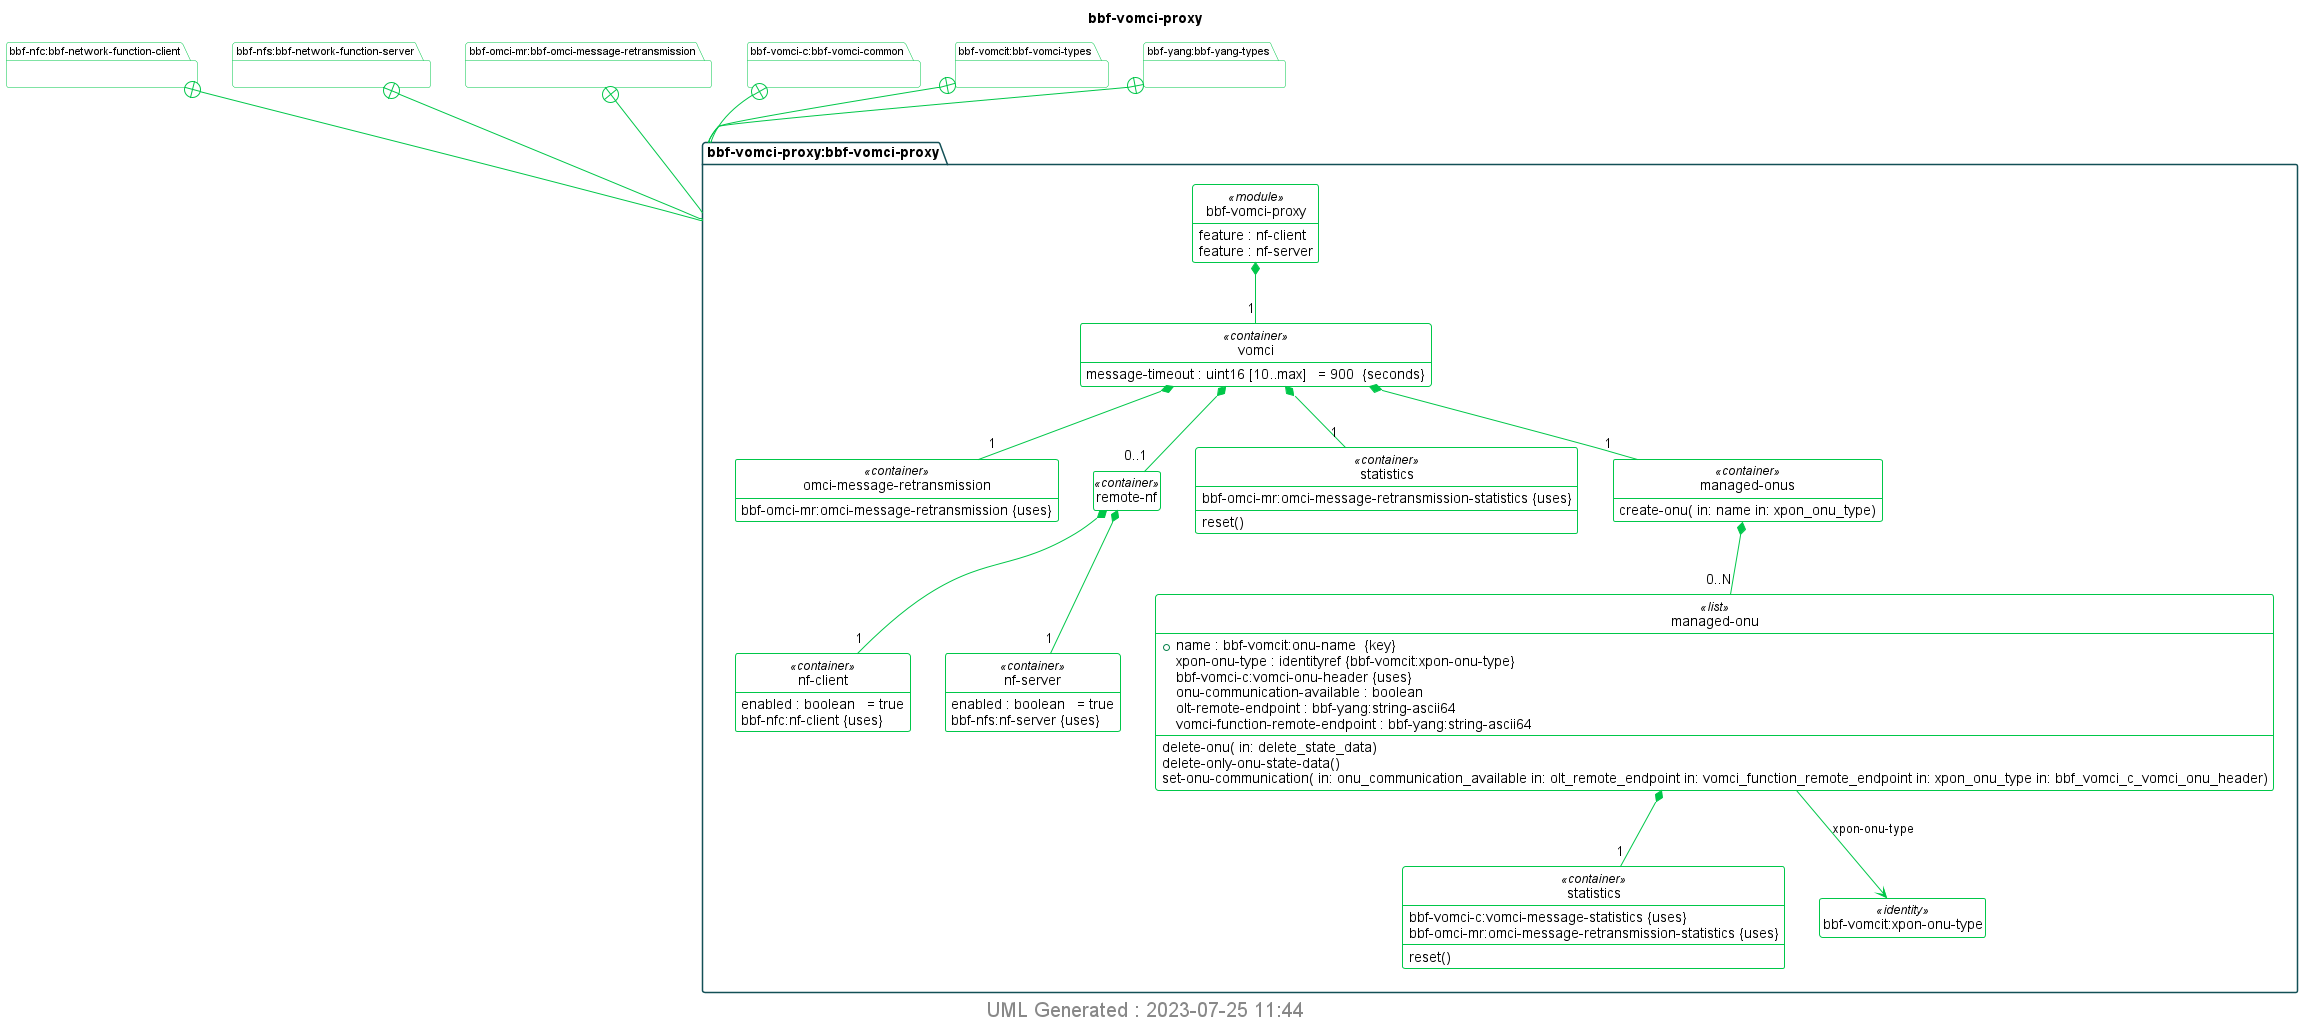 bbf-vomci-proxy
bbf-nfc:bbf-network-function-client
bbf-nfs:bbf-network-function-server
bbf-omci-mr:bbf-omci-message-retransmission
bbf-vomci-c:bbf-vomci-common
bbf-vomcit:bbf-vomci-types
bbf-yang:bbf-yang-types
bbf-vomci-proxy:bbf-vomci-proxy
«module»
bbf-vomci-proxy
feature : nf-client
feature : nf-server
1
«container»
vomci
message-timeout : uint16 [10..max]   = 900  {seconds}
1
0..1
1
1
«container»
omci-message-retransmission
bbf-omci-mr:omci-message-retransmission {uses}
«container»
remote-nf
«container»
statistics
bbf-omci-mr:omci-message-retransmission-statistics {uses}
reset()
«container»
managed-onus
create-onu( in: name in: xpon_onu_type)
1
1
0..N
«container»
nf-client
enabled : boolean   = true
bbf-nfc:nf-client {uses}
«container»
nf-server
enabled : boolean   = true
bbf-nfs:nf-server {uses}
«list»
managed-onu
name : bbf-vomcit:onu-name  {key}
xpon-onu-type : identityref {bbf-vomcit:xpon-onu-type}
bbf-vomci-c:vomci-onu-header {uses}
onu-communication-available : boolean
olt-remote-endpoint : bbf-yang:string-ascii64
vomci-function-remote-endpoint : bbf-yang:string-ascii64
delete-onu( in: delete_state_data)
delete-only-onu-state-data()
set-onu-communication( in: onu_communication_available in: olt_remote_endpoint in: vomci_function_remote_endpoint in: xpon_onu_type in: bbf_vomci_c_vomci_onu_header)
1
xpon-onu-type
«container»
statistics
bbf-vomci-c:vomci-message-statistics {uses}
bbf-omci-mr:omci-message-retransmission-statistics {uses}
reset()
«identity»
bbf-vomcit:xpon-onu-type
UML Generated : 2023-07-25 11:44